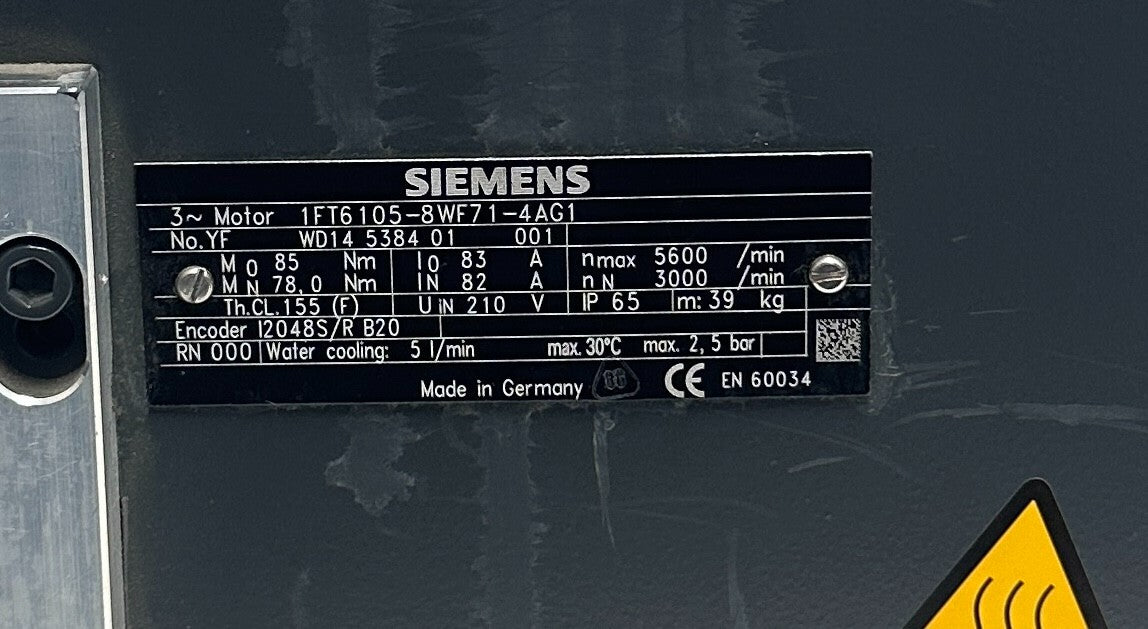 SIEMENS
3~ Motor 1FT6105-8WF71-4AG1
No.YF WD14 5384 01 001
M0 85 Nm I0 83 A nmax 5600 /min
MN 78,0 Nm IN 82 A nN 3000 /min
Th.CL.155 (F) UiN 210 V IP 65 m: 39 kg
Encoder I2048S/R B20
RN 000 Water cooling: 5 l/min max. 30°C max. 2,5 bar
Made in Germany CE EN 60034